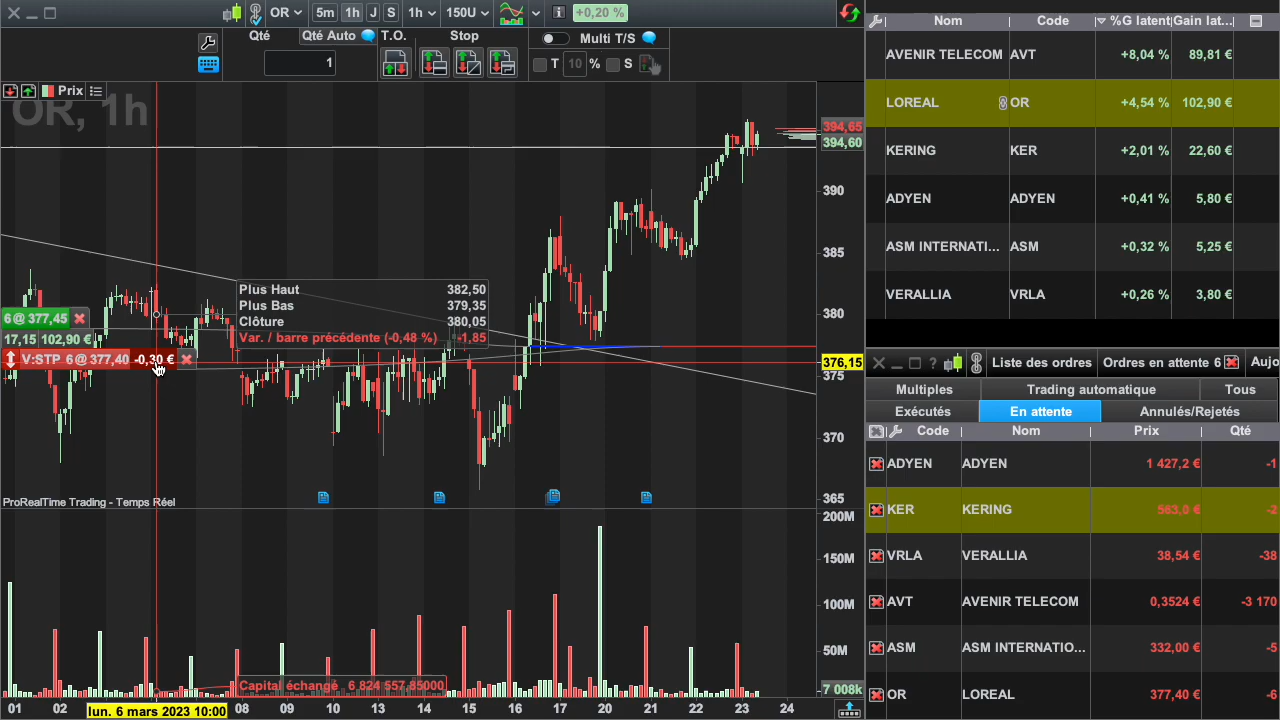 OR
5m
1h
J
S
1h
150U
+0,20 %
Qté
Qté Auto
T.O.
Stop
Multi T/S
1
T
10
%
S
Prix
OR, 1h
394,65
394,60
390
385
380
376,15
375
370
365
Plus Haut 382,50
Plus Bas 379,35
Clôture 380,05
Var. / barre précédente (-0,48 %) -1,85
6@377,45
17,15 102,90 €
V:STP 6@377,40 -0,30 €
ProRealTime Trading - Temps Réel
200M
150M
100M
50M
7 008k
Capital échangé 6 824 557,85000
01 02 lun. 6 mars 2023 10:00 08 09 10 13 14 15 16 17 20 21 22 23 24
Nom Code %G latent Gain lat...
AVENIR TELECOM AVT +8,04 % 89,81 €
LOREAL OR +4,54 % 102,90 €
KERING KER +2,01 % 22,60 €
ADYEN ADYEN +0,41 % 5,80 €
ASM INTERNATI... ASM +0,32 % 5,25 €
VERALLIA VRLA +0,26 % 3,80 €
? Liste des ordres Ordres en attente 6 Aujo
Multiples Trading automatique Tous
Exécutés En attente Annulés/Rejetés
Code Nom Prix Qté
ADYEN ADYEN 1 427,2 € -1
KER KERING 563,0 € -2
VRLA VERALLIA 38,54 € -38
AVT AVENIR TELECOM 0,3524 € -3 170
ASM ASM INTERNATIO... 332,00 € -5
OR LOREAL 377,40 € -6